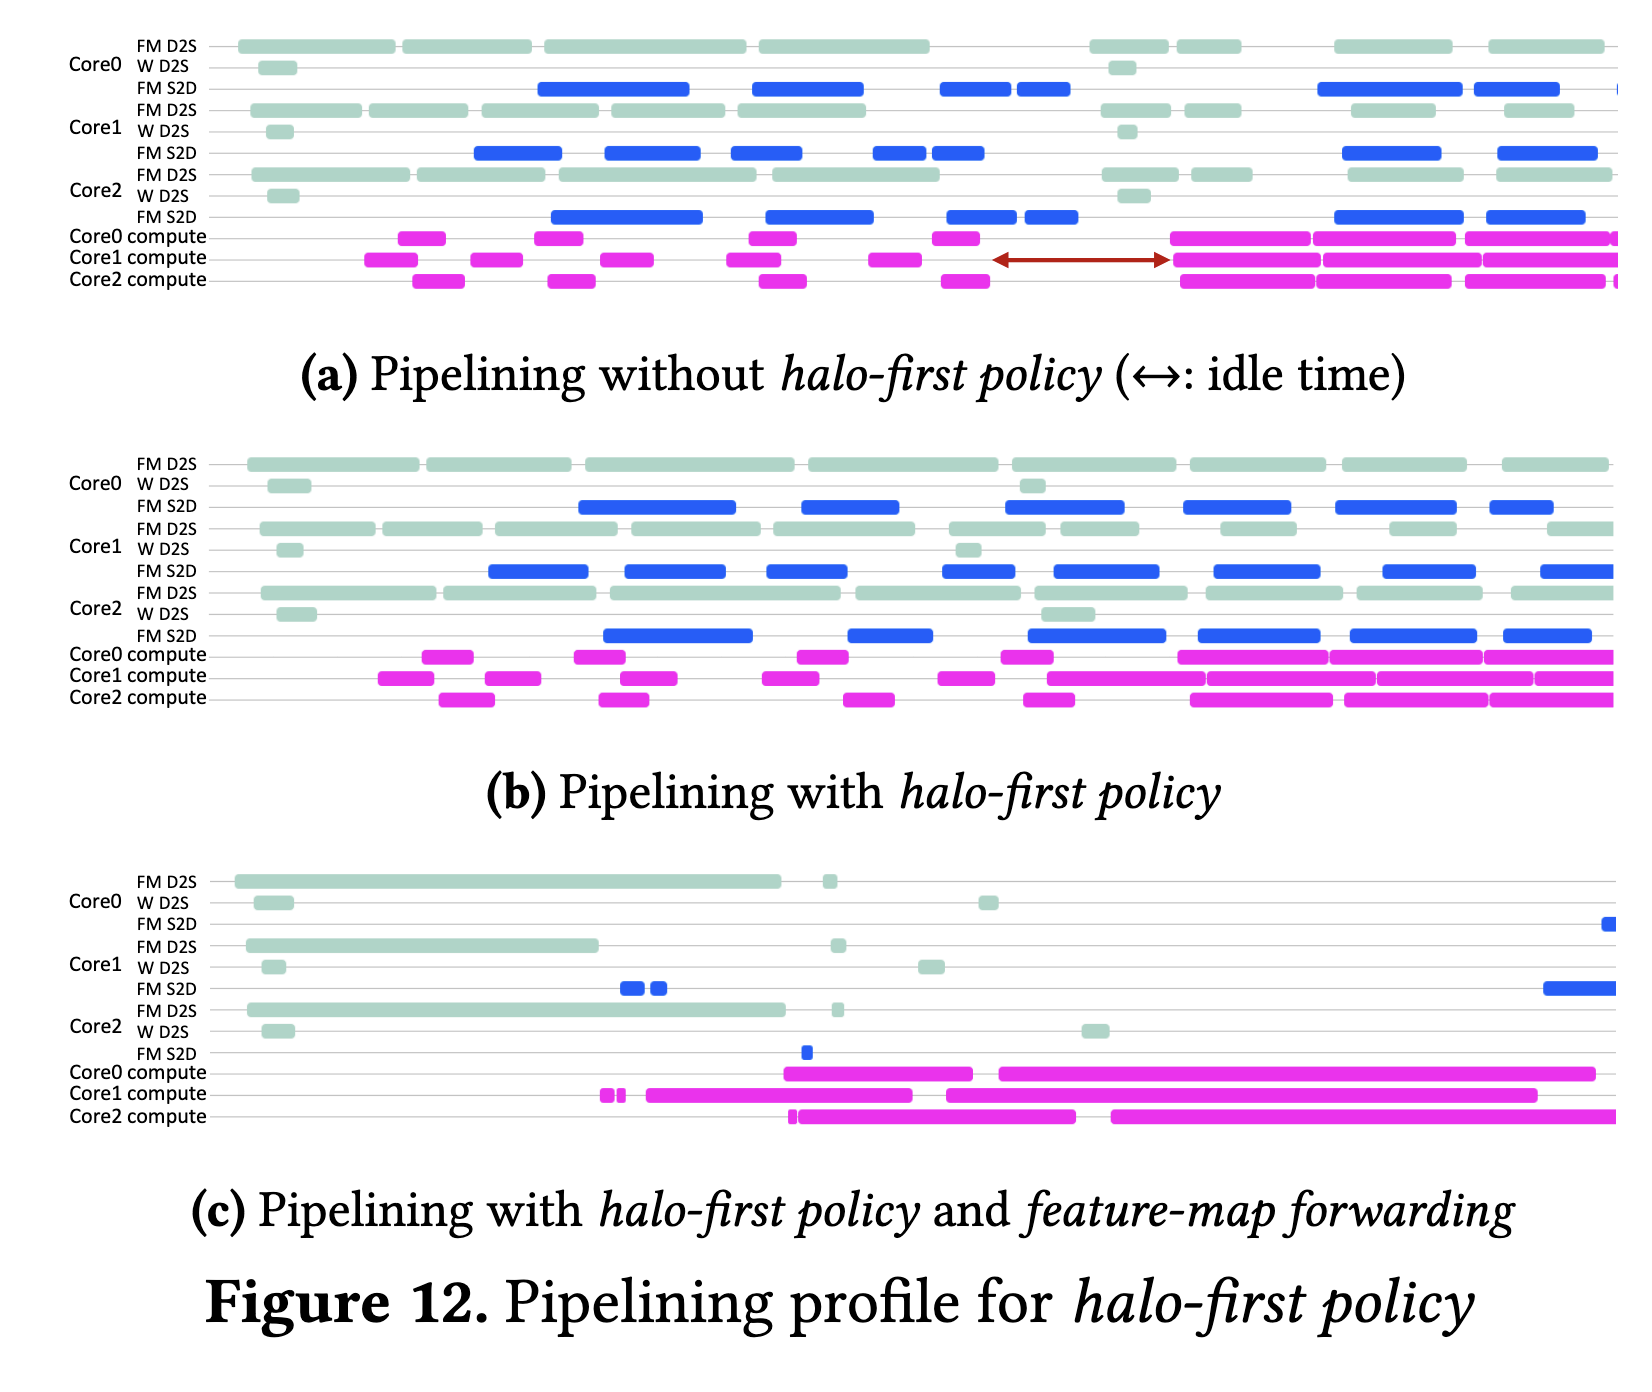 FM D2S
Core0 W D2S
FM S2D
FM D2S
Core1 W D2S
FM S2D
FM D2S
Core2 W D2S
FM S2D
Core0 compute
Core1 compute
Core2 compute
(a) Pipelining without halo-first policy (↔: idle time)
FM D2S
Core0 W D2S
FM S2D
FM D2S
Core1 W D2S
FM S2D
FM D2S
Core2 W D2S
FM S2D
Core0 compute
Core1 compute
Core2 compute
(b) Pipelining with halo-first policy
FM D2S
Core0 W D2S
FM S2D
FM D2S
Core1 W D2S
FM S2D
FM D2S
Core2 W D2S
FM S2D
Core0 compute
Core1 compute
Core2 compute
(c) Pipelining with halo-first policy and feature-map forwarding
Figure 12. Pipelining profile for halo-first policy